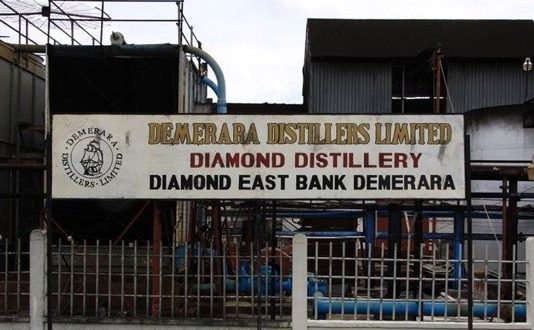 DEMERARA
DISTILLERS · LIMITED
DEMERARA DISTILLERS LIMITED
DIAMOND DISTILLERY
DIAMOND EAST BANK DEMERARA